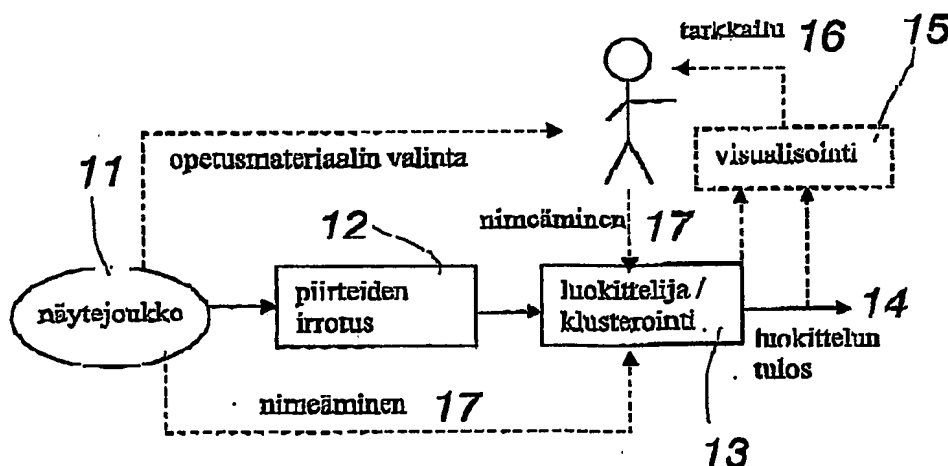 tarkkailu 16 15
visualisointi
opetusmateriaalin valinta
11
nimeäminen 17
12
näytejoukko
piirteiden
irrotus
luokittelija /
klusterointi
14
luokittelun
tulos
nimeäminen 17
13